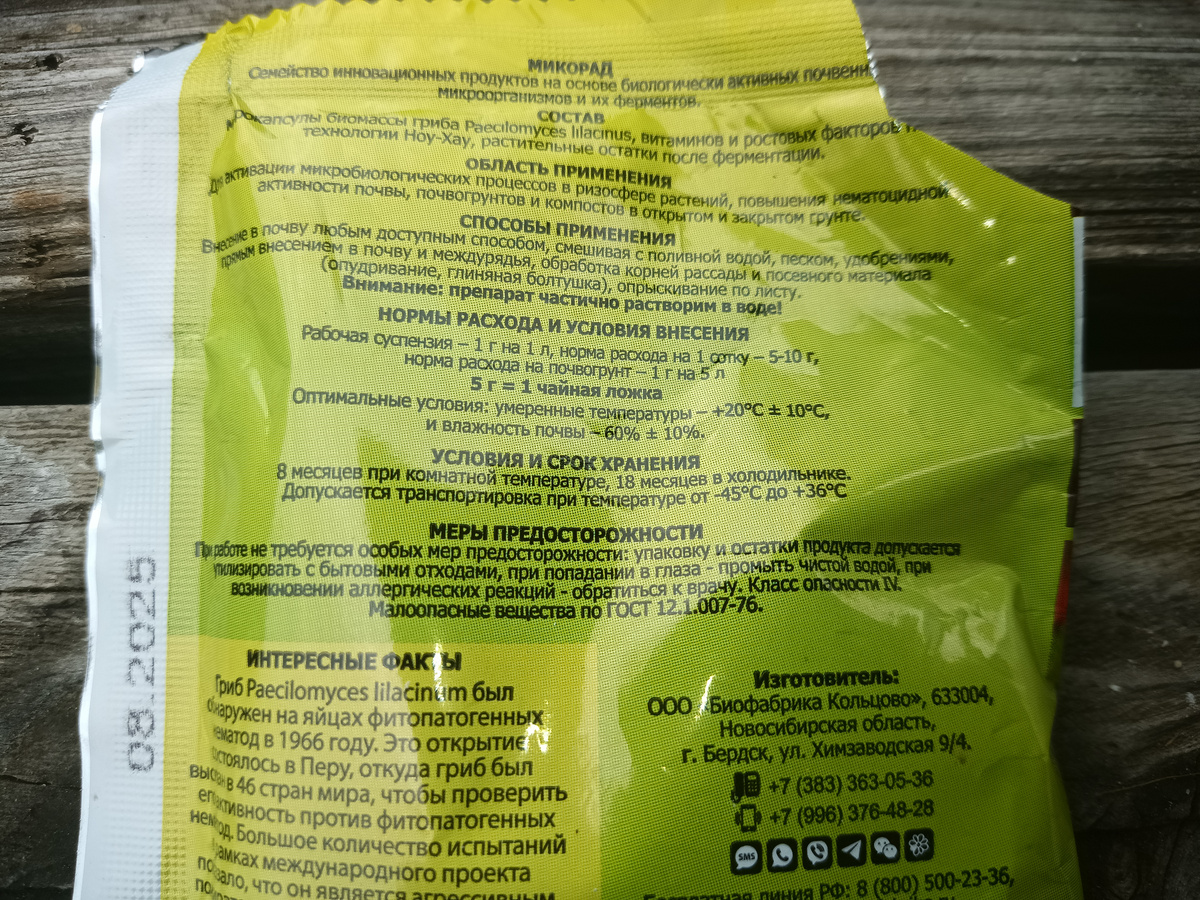 МИКОРАД
Семейство инновационных продуктов на основе биологически активных почвенн
микроорганизмов и их ферментов.
СОСТАВ
рокапсулы биомассы гриба Paecilomyces lilacinus, витаминов и ростовых факторов
технологии Ноу-Хау, растительные остатки после ферментации.
ОБЛАСТЬ ПРИМЕНЕНИЯ
Для активации микробиологических процессов в ризосфере растений, повышения нематоцидной
активности почвы, почвогрунтов и компостов в открытом и закрытом грунте.
СПОСОБЫ ПРИМЕНЕНИЯ
Внесение в почву любым доступным способом, смешивая с поливной водой, песком, удобрениями,
прямым внесением в почву и междурядья, обработка корней рассады и посевного материала
(опудривание, глиняная болтушка), опрыскивание по листу.
Внимание: препарат частично растворим в воде!
НОРМЫ РАСХОДА И УСЛОВИЯ ВНЕСЕНИЯ
Рабочая суспензия – 1 г на 1 л, норма расхода на 1 сотку – 5-10 г,
норма расхода на почвогрунт – 1 г на 5 л
5 г = 1 чайная ложка
Оптимальные условия: умеренные температуры – +20°C ± 10°C,
и влажность почвы – 60% ± 10%.
УСЛОВИЯ И СРОК ХРАНЕНИЯ
8 месяцев при комнатной температуре, 18 месяцев в холодильнике.
Допускается транспортировка при температуре от -45°C до +36°C
МЕРЫ ПРЕДОСТОРОЖНОСТИ
При работе не требуется особых мер предосторожности: упаковку и остатки продукта допускается
утилизировать с бытовыми отходами, при попадании в глаза - промыть чистой водой, при
возникновении аллергических реакций - обратиться к врачу. Класс опасности IV.
Малоопасные вещества по ГОСТ 12.1.007-76.
08.2025
ИНТЕРЕСНЫЕ ФАКТЫ
Гриб Paecilomyces lilacinum был
обнаружен на яйцах фитопатогенных
нематод в 1966 году. Это открытие
состоялось в Перу, откуда гриб был
выслан в 46 стран мира, чтобы проверить
его активность против фитопатогенных
нематод. Большое количество испытаний
рамках международного проекта
показало, что он является агрессивным
Изготовитель:
ООО «Биофабрика Кольцово», 633004,
Новосибирская область,
г. Бердск, ул. Химзаводская 9/4.
+7 (383) 363-05-36
+7 (996) 376-48-28
SMS
Бесплатная линия РФ: 8 (800) 500-23-36,